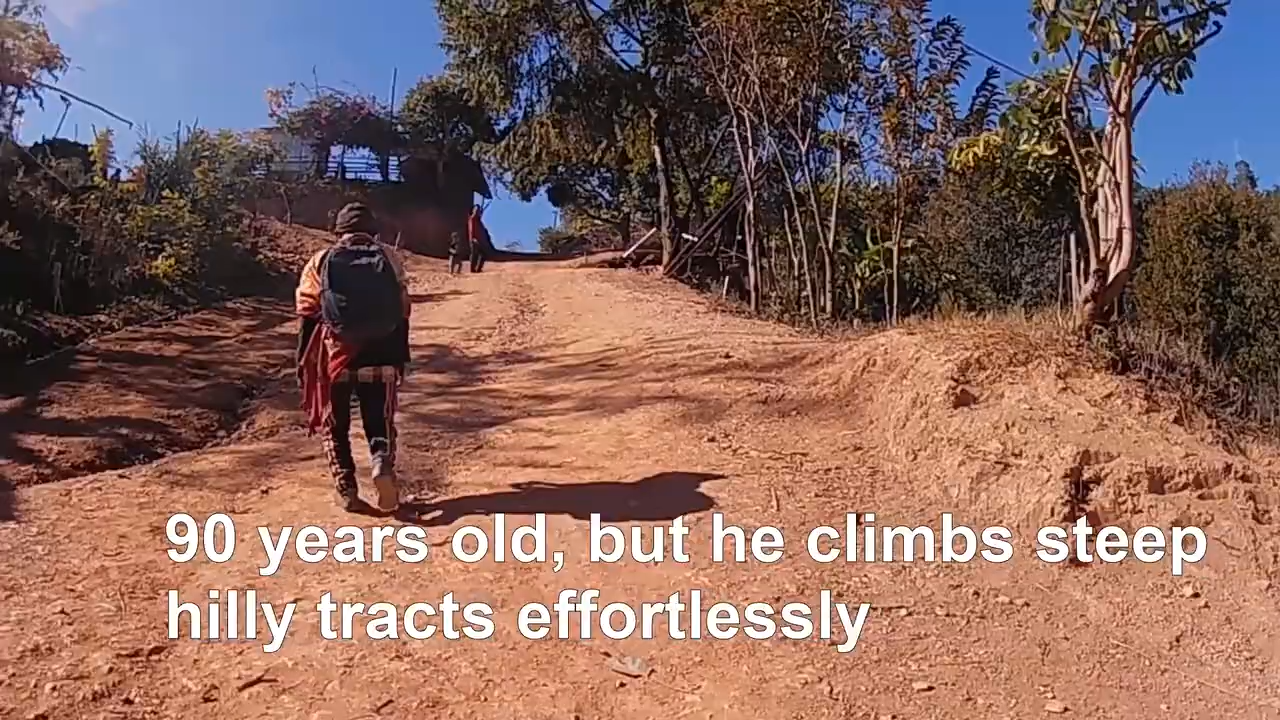 90 years old, but he climbs steep
hilly tracts effortlessly